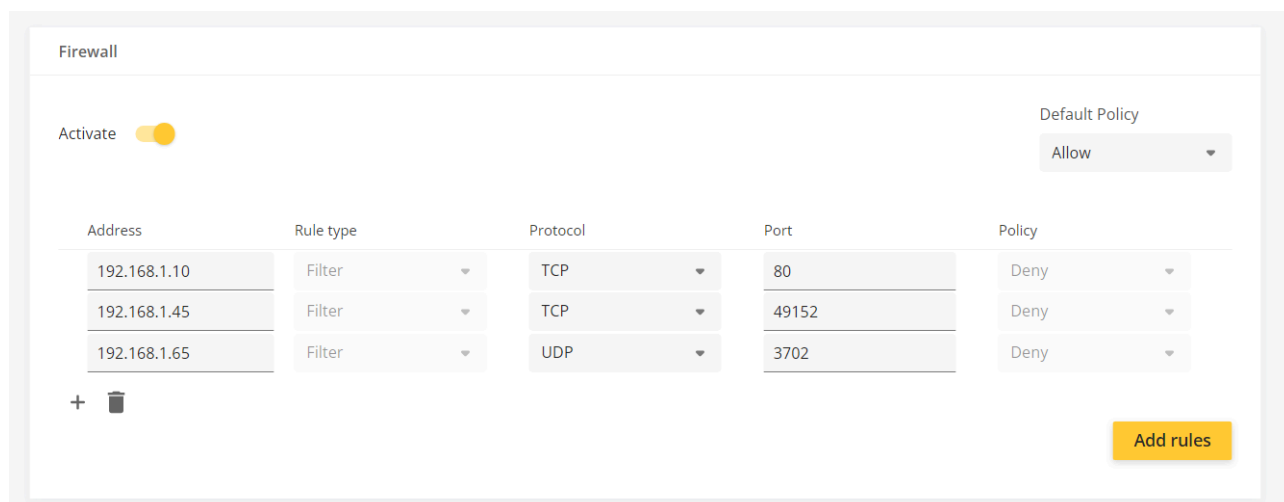 Firewall
Default Policy
Activate
Allow
Address Rule type Protocol Port Policy
192.168.1.10 Filter TCP 80 Deny
192.168.1.45 Filter TCP 49152 Deny
192.168.1.65 Filter UDP 3702 Deny
+
Add rules